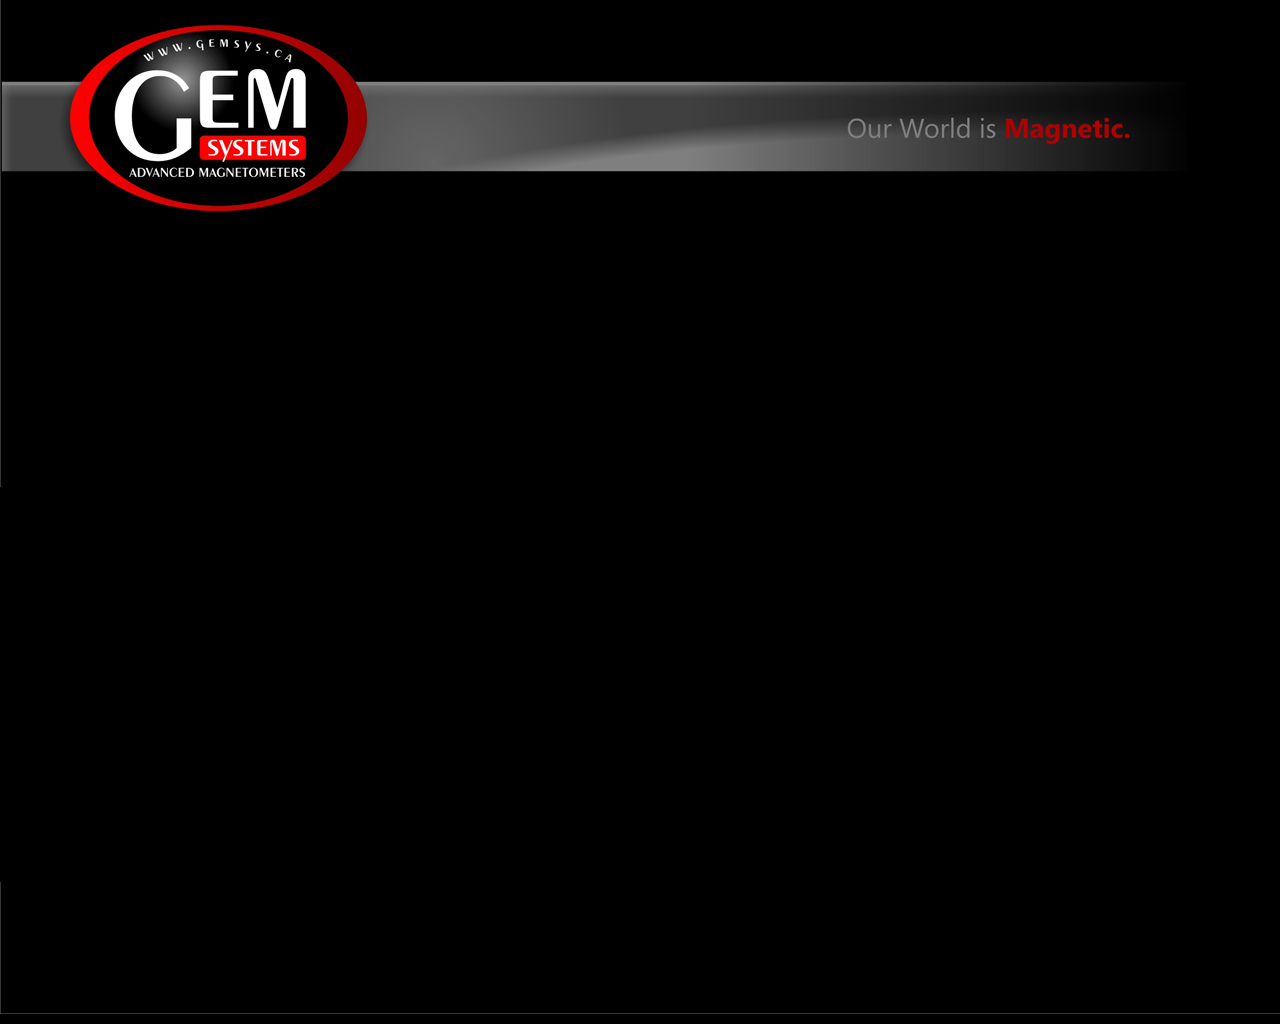 www.gemsys.ca
GEM
SYSTEMS
ADVANCED MAGNETOMETERS
Our World is Magnetic.